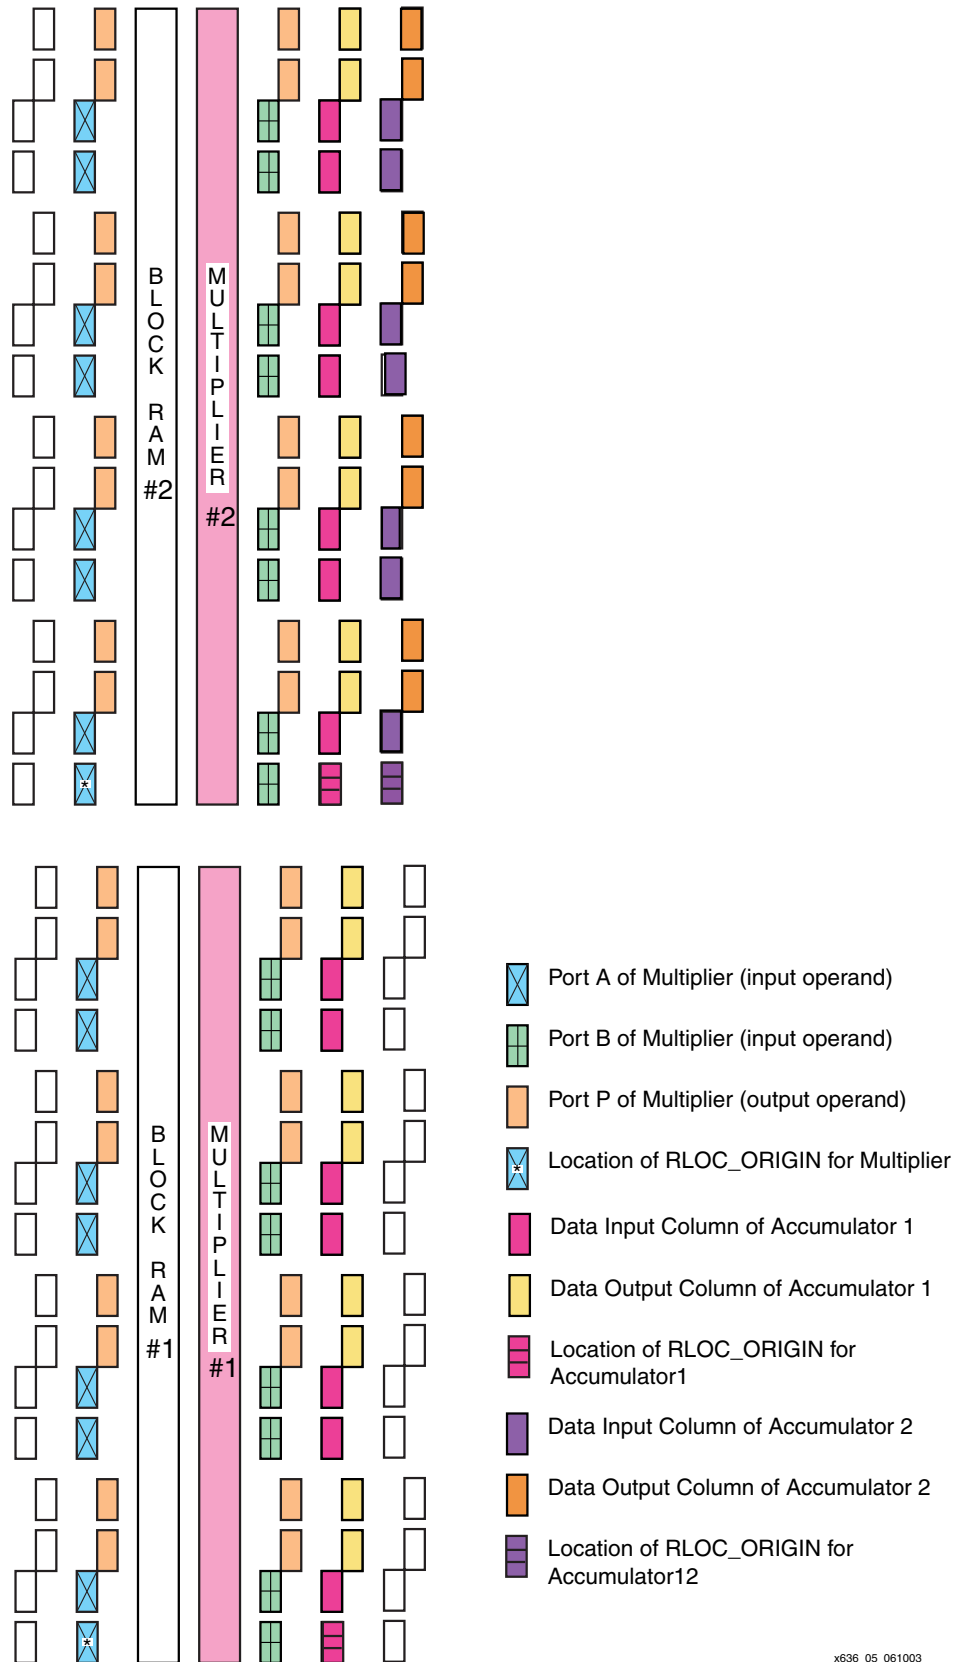 BLOCK RAM
#2
MULTIPLIER
#2
*
BLOCK RAM
#1
MULTIPLIER
#1
*
Port A of Multiplier (input operand)
Port B of Multiplier (input operand)
Port P of Multiplier (output operand)
* Location of RLOC_ORIGIN for Multiplier
Data Input Column of Accumulator 1
Data Output Column of Accumulator 1
Location of RLOC_ORIGIN for
Accumulator1
Data Input Column of Accumulator 2
Data Output Column of Accumulator 2
Location of RLOC_ORIGIN for
Accumulator12
x636_05_061003